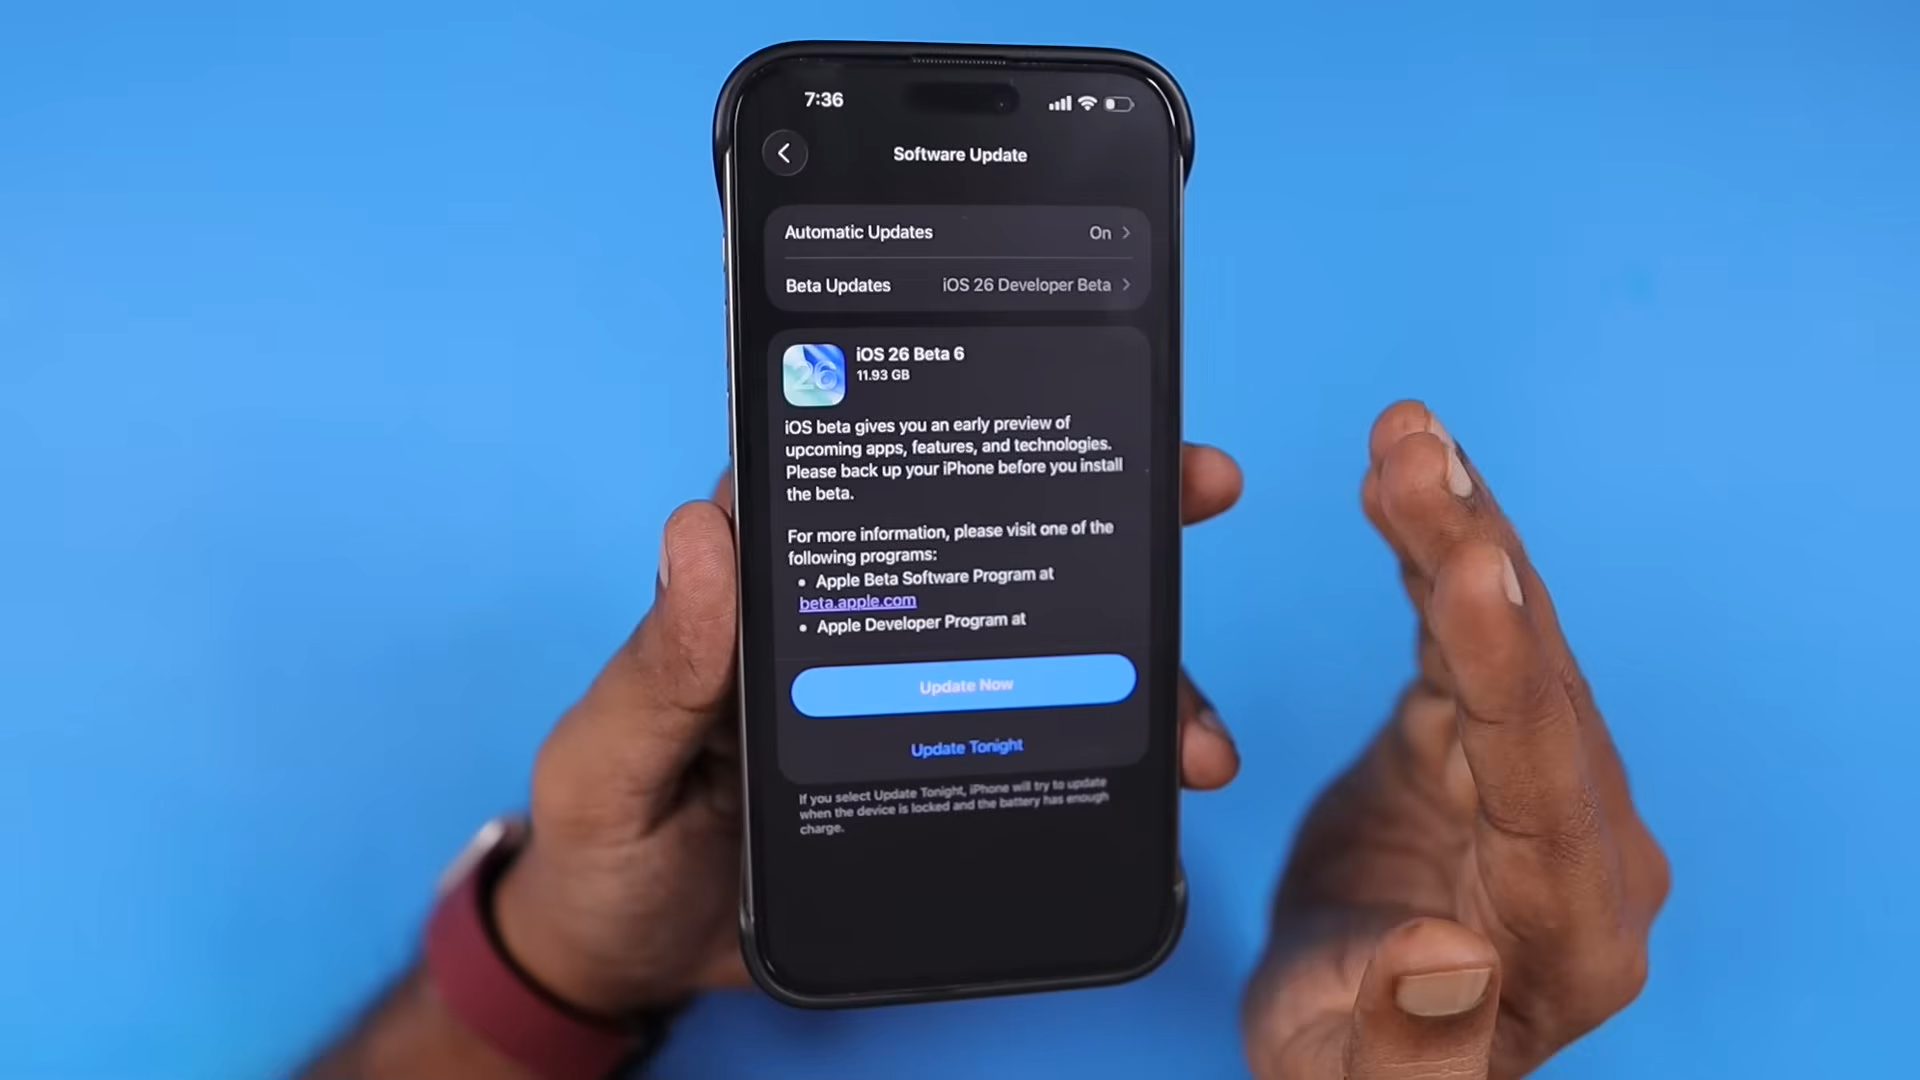 7:36
Software Update
Automatic Updates On
Beta Updates iOS 26 Developer Beta
26
iOS 26 Beta 6
11.93 GB
iOS beta gives you an early preview of
upcoming apps, features, and technologies.
Please back up your iPhone before you install
the beta.
For more information, please visit one of the
following programs:
• Apple Beta Software Program at
beta.apple.com
• Apple Developer Program at
Update Now
Update Tonight
If you select Update Tonight, iPhone will try to update
when the device is locked and the battery has enough
charge.